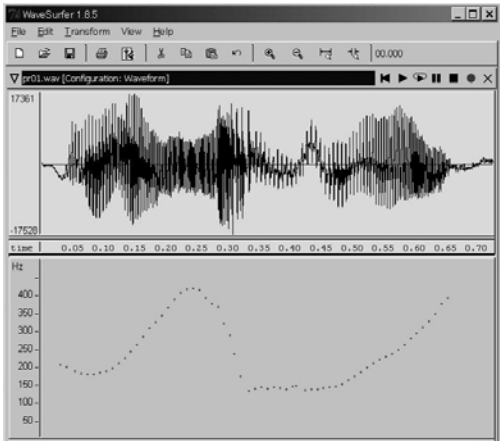 WaveSurfer 1.8.5
File Edit Transform View Help
00.000
pr01.wav [Configuration: Waveform]
17361
-17528
time 0.05 0.10 0.15 0.20 0.25 0.30 0.35 0.40 0.45 0.50 0.55 0.60 0.65 0.70
Hz
400
350
300
250
200
150
100
50